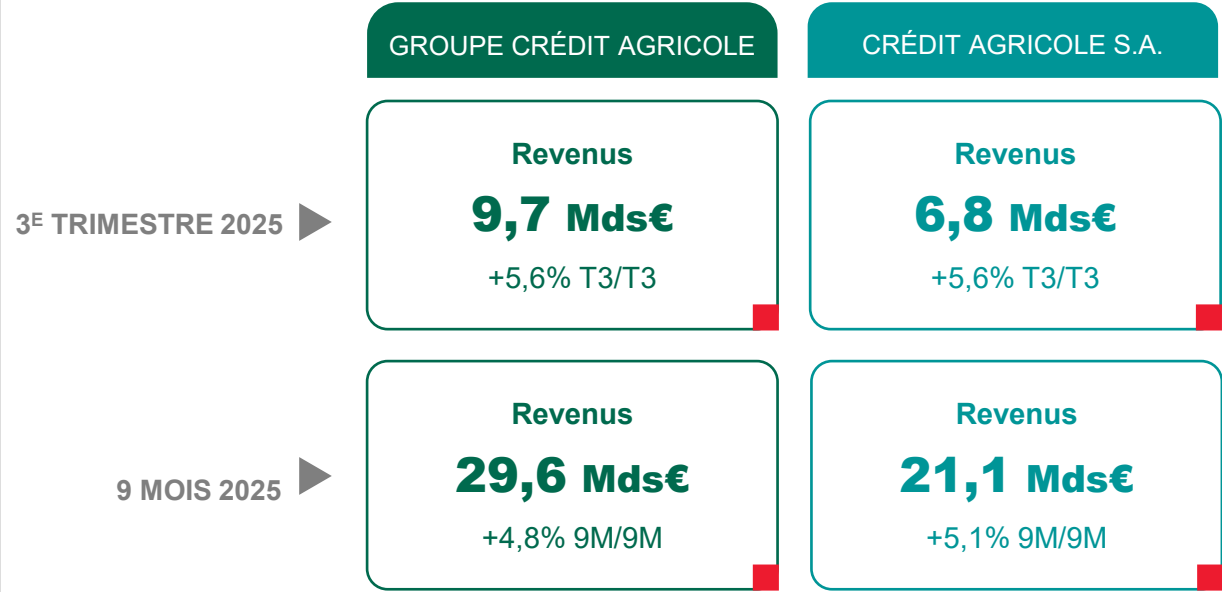 GROUPE CRÉDIT AGRICOLE
CRÉDIT AGRICOLE S.A.
3E TRIMESTRE 2025
Revenus
9,7 Mds€
+5,6% T3/T3
Revenus
6,8 Mds€
+5,6% T3/T3
9 MOIS 2025
Revenus
29,6 Mds€
+4,8% 9M/9M
Revenus
21,1 Mds€
+5,1% 9M/9M